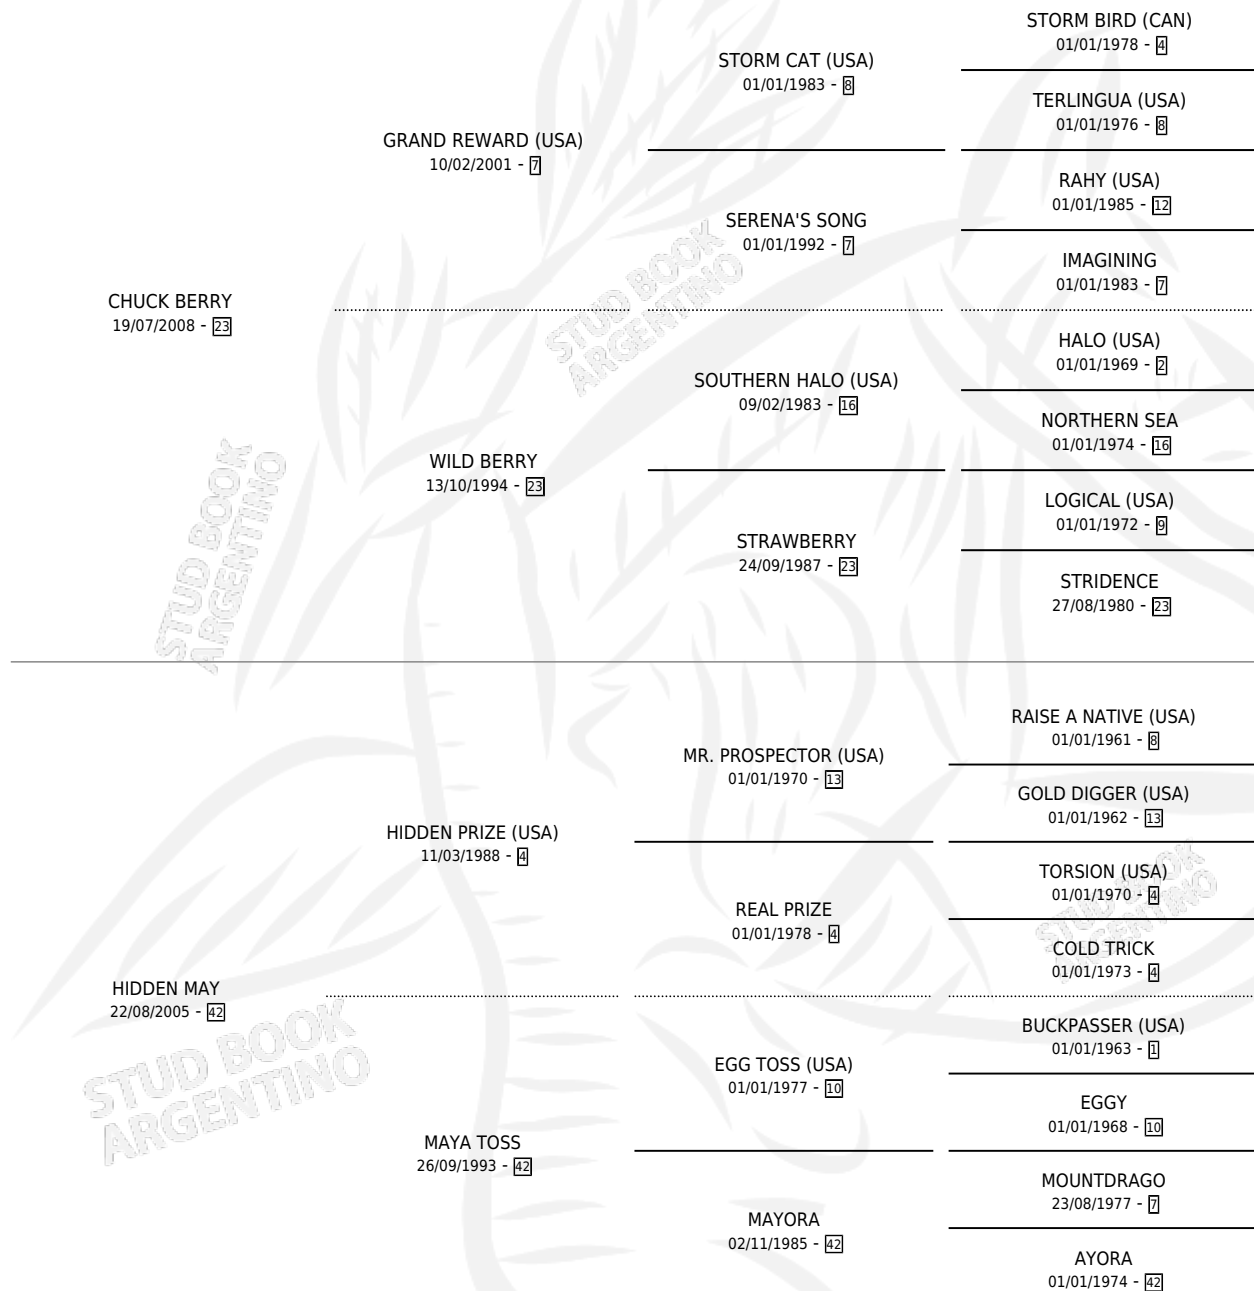 STORM BIRD (CAN)
01/01/1978 - 4
STORM CAT (USA)
01/01/1983 - 8
TERLINGUA (USA)
01/01/1976 - 8
GRAND REWARD (USA)
10/02/2001 - 7
RAHY (USA)
01/01/1985 - 12
SERENA'S SONG
01/01/1992 - 7
IMAGINING
01/01/1983 - 7
CHUCK BERRY
19/07/2008 - 23
HALO (USA)
01/01/1969 - 2
SOUTHERN HALO (USA)
09/02/1983 - 16
NORTHERN SEA
01/01/1974 - 16
WILD BERRY
13/10/1994 - 23
LOGICAL (USA)
01/01/1972 - 9
STRAWBERRY
24/09/1987 - 23
STRIDENCE
27/08/1980 - 23
RAISE A NATIVE (USA)
01/01/1961 - 8
MR. PROSPECTOR (USA)
01/01/1970 - 13
GOLD DIGGER (USA)
01/01/1962 - 13
HIDDEN PRIZE (USA)
11/03/1988 - 4
TORSION (USA)
01/01/1970 - 4
REAL PRIZE
01/01/1978 - 4
COLD TRICK
01/01/1973 - 4
HIDDEN MAY
22/08/2005 - 42
BUCKPASSER (USA)
01/01/1963 - 1
EGG TOSS (USA)
01/01/1977 - 10
EGGY
01/01/1968 - 10
MAYA TOSS
26/09/1993 - 42
MOUNTDRAGO
23/08/1977 - 7
MAYORA
02/11/1985 - 42
AYORA
01/01/1974 - 42
STUD BOOK
ARGENTINO
STUD BOOK
ARGENTINO
STUD BOOK
ARGENTINO
STUD BOOK
ARGENTINO